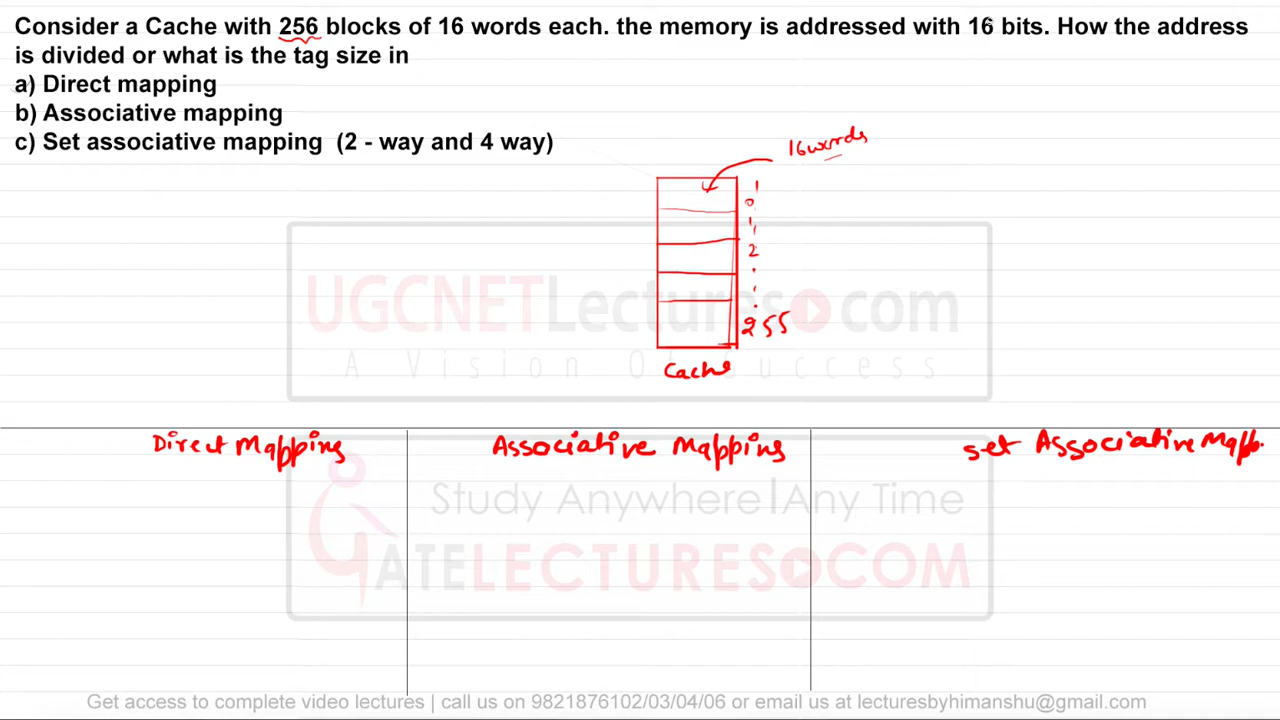 Consider a Cache with 256 blocks of 16 words each. the memory is addressed with 16 bits. How the address
is divided or what is the tag size in
a) Direct mapping
b) Associative mapping
c) Set associative mapping (2 - way and 4 way)
16 words
0
1
2
255
Cache
UGCNETLectures.com
A Vision Of Success
Direct Mapping
Associative Mapping
set Associative Mapp.
Study Anywhere|Any Time
GATELECTURES.COM
Get access to complete video lectures | call us on 9821876102/03/04/06 or email us at lecturesbyhimanshu@gmail.com